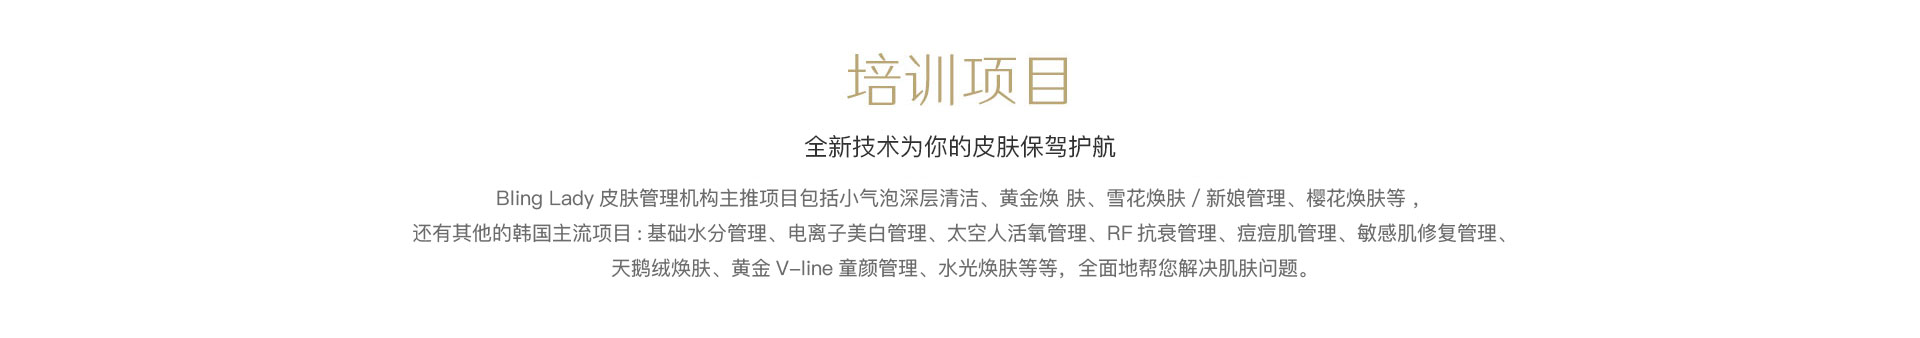 培训项目
全新技术为你的皮肤保驾护航
Bling Lady 皮肤管理机构主推项目包括小气泡深层清洁、黄金焕 肤、雪花焕肤 / 新娘管理、樱花焕肤等，
还有其他的韩国主流项目 : 基础水分管理、电离子美白管理、太空人活氧管理、RF 抗衰管理、痘痘肌管理、敏感肌修复管理、
天鹅绒焕肤、黄金 V-line 童颜管理、水光焕肤等等，全面地帮您解决肌肤问题。